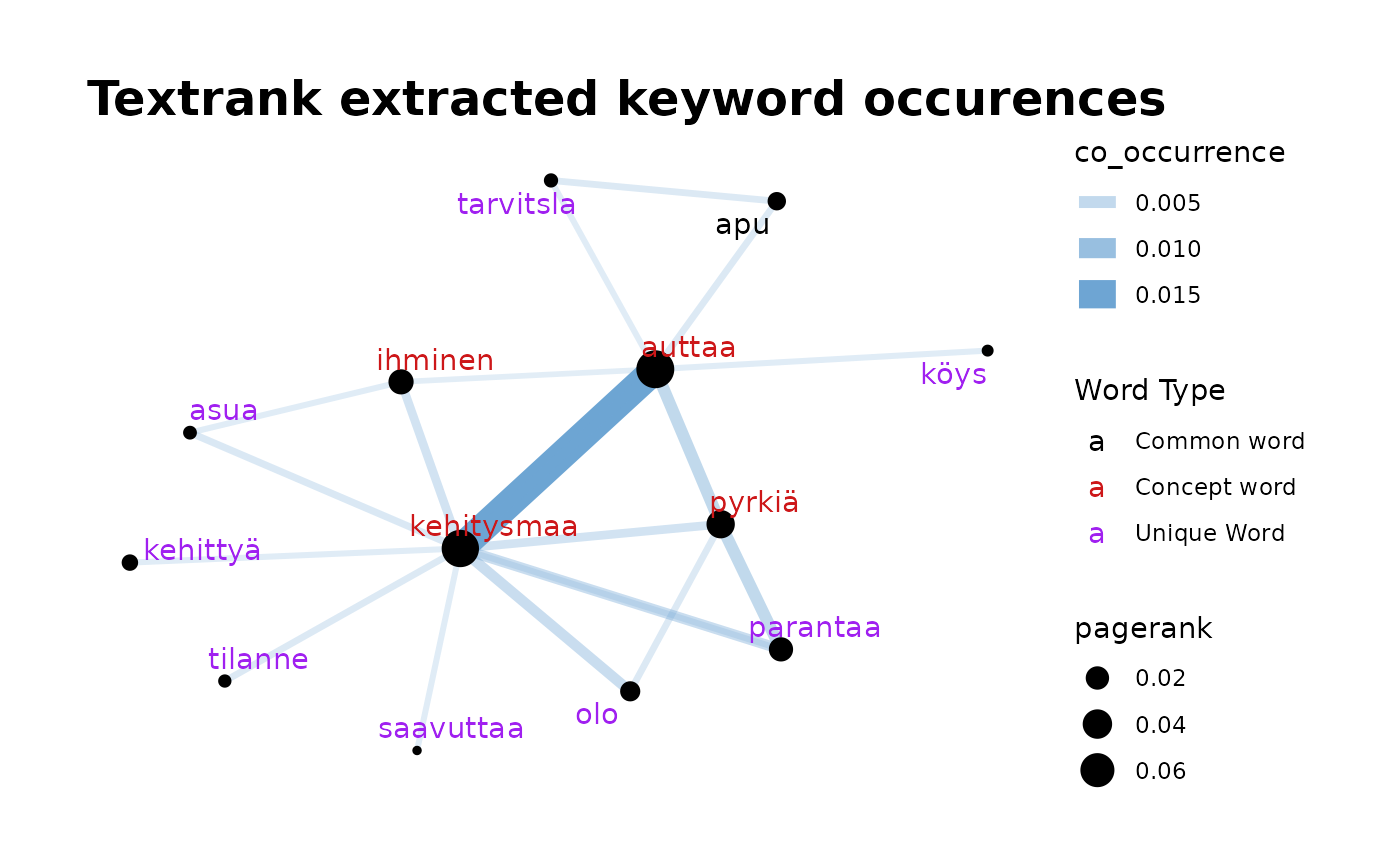 Textrank extracted keyword occurences
tarvitsla
apu
auttaa
ihminen
köys
asua
pyrkiä
kehitysmaa
kehittyä
parantaa
tilanne
olo
saavuttaa
co_occurrence
0.005
0.010
0.015
Word Type
a Common word
a Concept word
a Unique Word
pagerank
0.02
0.04
0.06